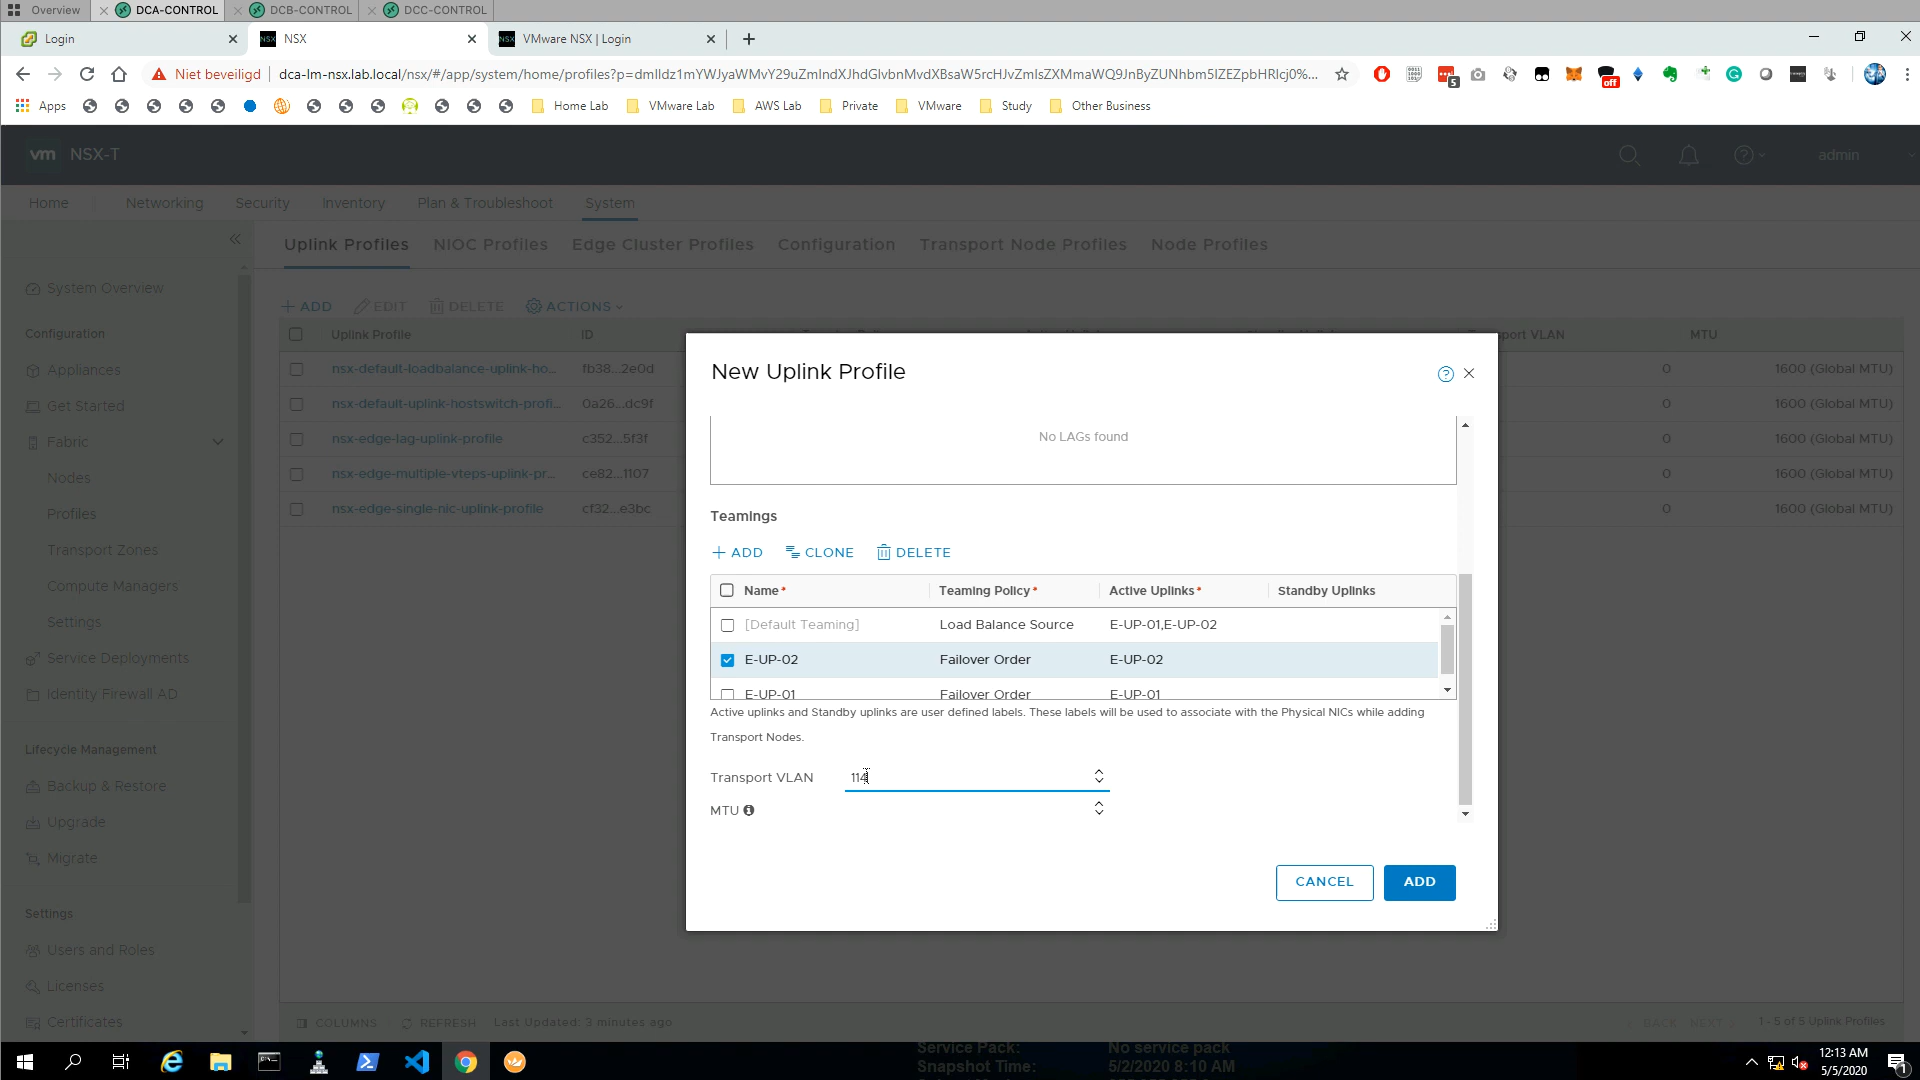 Overview
DCA-CONTROL
DCB-CONTROL
DCC-CONTROL
Login
NSX
VMware NSX | Login
Niet beveiligd
dca-lm-nsx.lab.local/nsx/#/app/system/home/profiles?p=
5
off
Apps
Home Lab
VMware Lab
AWS Lab
Private
VMware
Study
Other Business
vm NSX-T
admin
Home
Networking
Security
Inventory
Plan & Troubleshoot
System
Uplink Profiles
NIOC Profiles
Edge Cluster Profiles
Configuration
Transport Node Profiles
Node Profiles
System Overview
Configuration
Appliances
Get Started
Fabric
Nodes
Profiles
Transport Zones
Compute Managers
Settings
Service Deployments
Identity Firewall AD
Lifecycle Management
Backup & Restore
Upgrade
Migrate
Settings
Users and Roles
Licenses
Certificates
ADD
EDIT
DELETE
ACTIONS
Uplink Profile
ID
port VLAN
MTU
nsx-default-loadbalance-uplink-ho...
fb38...2e0d
0
1600 (Global MTU)
nsx-default-uplink-hostswitch-profi...
0a26...dc9f
0
1600 (Global MTU)
nsx-edge-lag-uplink-profile
c352...5f3f
0
1600 (Global MTU)
nsx-edge-multiple-vteps-uplink-pr...
ce82...1107
0
1600 (Global MTU)
nsx-edge-single-nic-uplink-profile
cf32...e3bc
0
1600 (Global MTU)
New Uplink Profile
No LAGs found
Teamings
ADD
CLONE
DELETE
Name*
Teaming Policy*
Active Uplinks*
Standby Uplinks
[Default Teaming]
Load Balance Source
E-UP-01,E-UP-02
E-UP-02
Failover Order
E-UP-02
E-UP-01
Failover Order
E-UP-01
Active uplinks and Standby uplinks are user defined labels. These labels will be used to associate with the Physical NICs while adding
Transport Nodes.
Transport VLAN
114
MTU
CANCEL
ADD
COLUMNS
REFRESH
Last Updated: 3 minutes ago
BACK
NEXT
1 - 5 of 5 Uplink Profiles
Service Pack:
No service pack
Snapshot Time:
5/2/2020 8:10 AM
12:13 AM
5/5/2020
1